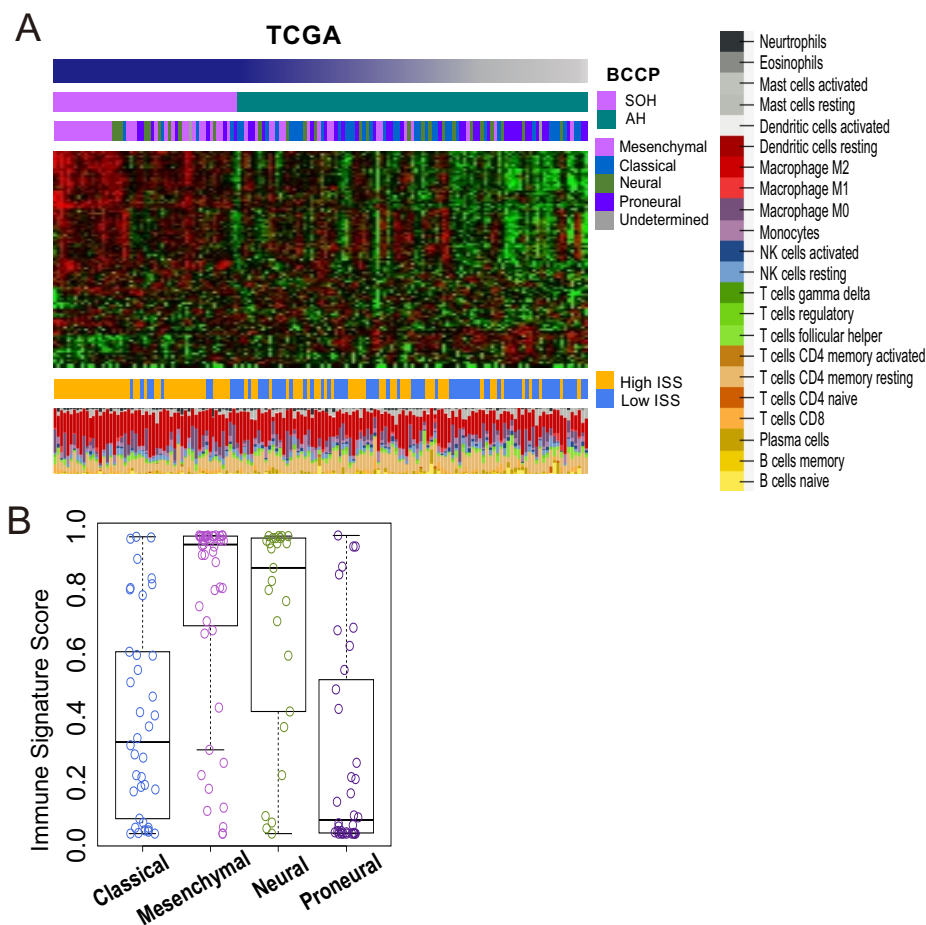 A
TCGA
BCCP
SOH
AH
Mesenchymal
Classical
Neural
Proneural
Undetermined
High ISS
Low ISS
Neurtrophils
Eosinophils
Mast cells activated
Mast cells resting
Dendritic cells activated
Dendritic cells resting
Macrophage M2
Macrophage M1
Macrophage M0
Monocytes
NK cells activated
NK cells resting
T cells gamma delta
T cells regulatory
T cells follicular helper
T cells CD4 memory activated
T cells CD4 memory resting
T cells CD4 naive
T cells CD8
Plasma cells
B cells memory
B cells naive
B
Immune Signature Score
1.0
0.8
0.6
0.4
0.2
0.0
Classical
Mesenchymal
Neural
Proneural